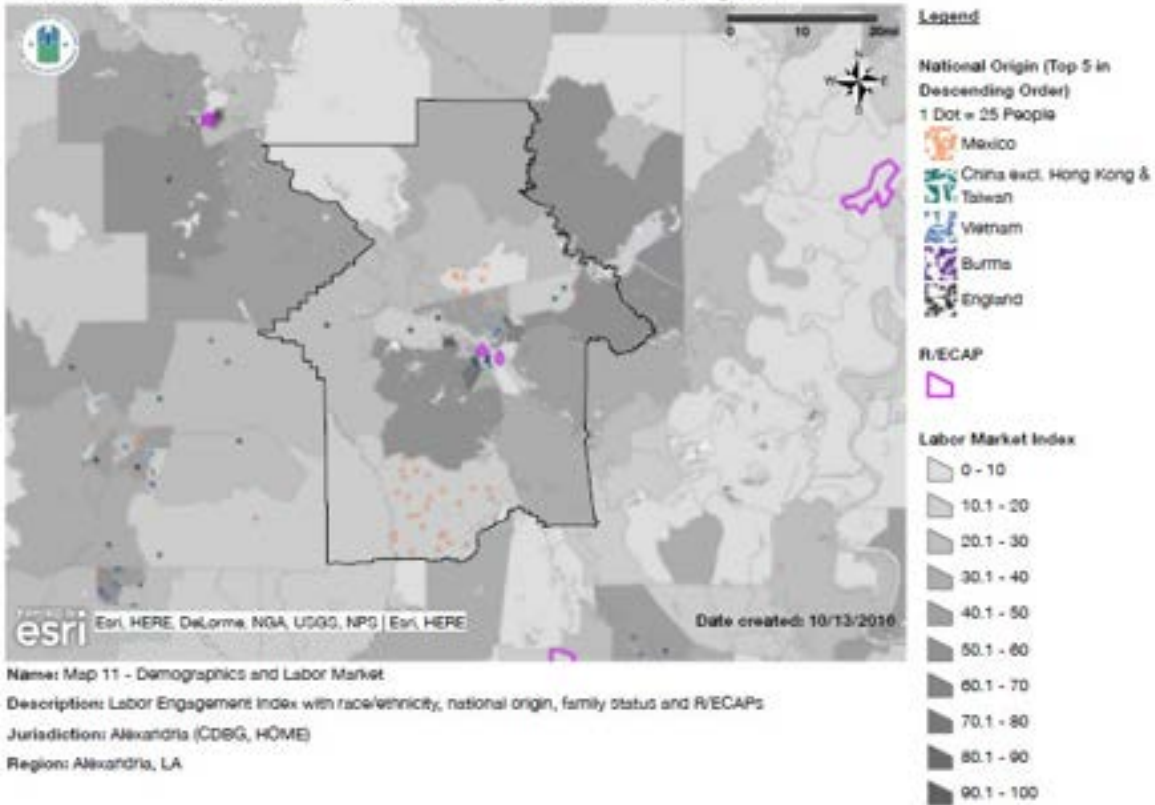 0 10 20mi
N
W E
S
Legend
National Origin (Top 5 in
Descending Order)
1 Dot = 25 People
Mexico
China excl. Hong Kong &
Taiwan
Vietnam
Burma
England
R/ECAP
Labor Market Index
0 - 10
10.1 - 20
20.1 - 30
30.1 - 40
40.1 - 50
50.1 - 60
60.1 - 70
70.1 - 80
80.1 - 90
90.1 - 100
POWERED BY
esri
Esri, HERE, DeLorme, NGA, USGS, NPS | Esri, HERE
Date created: 10/13/2016
Name: Map 11 - Demographics and Labor Market
Description: Labor Engagement Index with race/ethnicity, national origin, family status and R/ECAPs
Jurisdiction: Alexandria (CDBG, HOME)
Region: Alexandria, LA